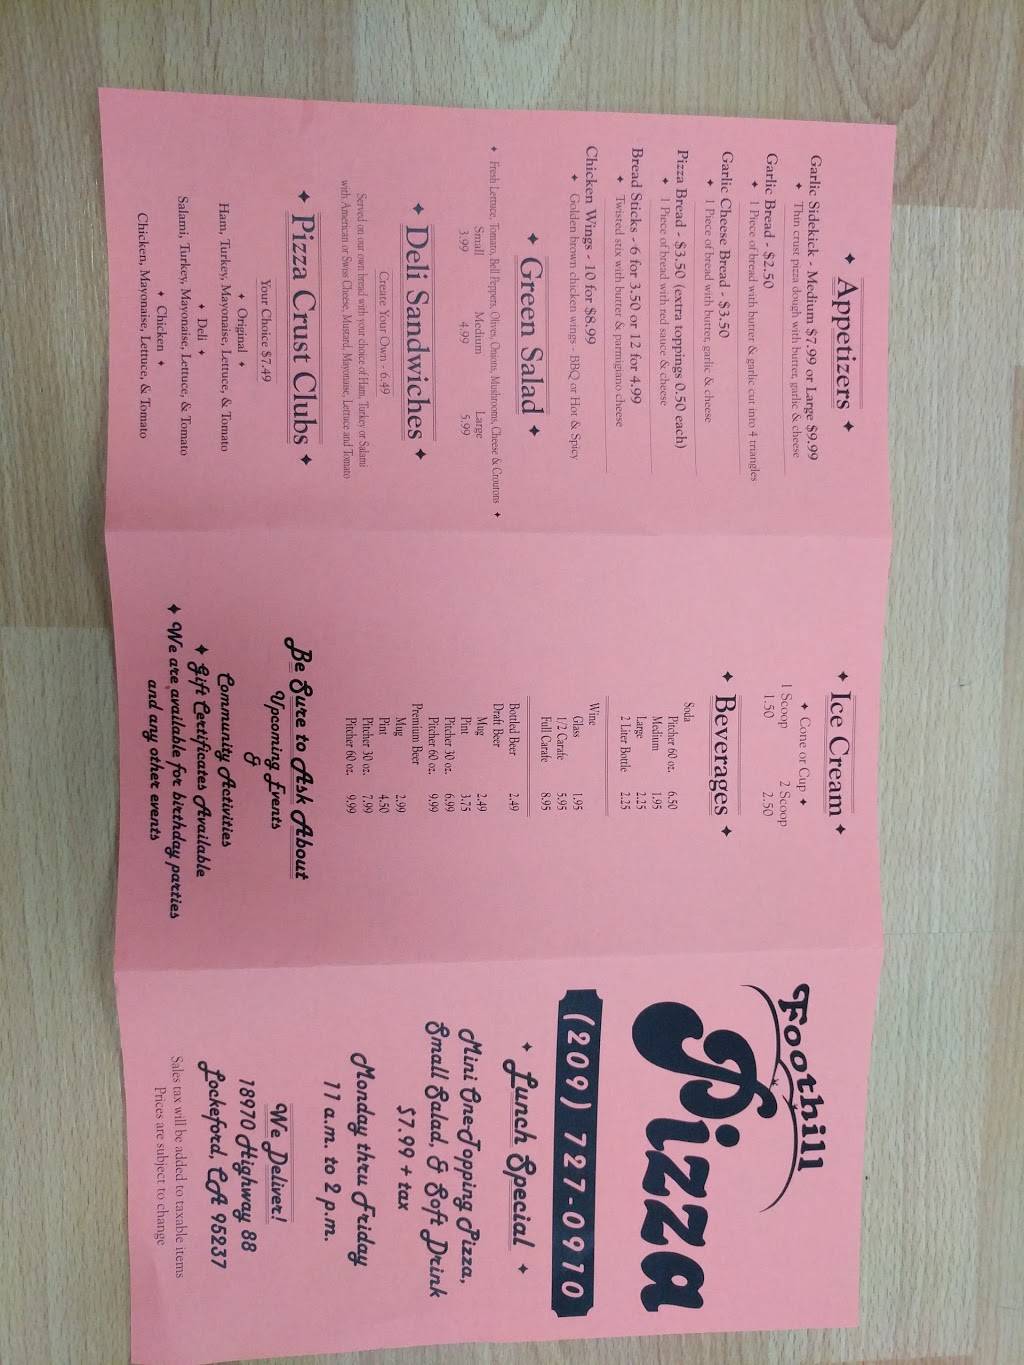 ✦ Appetizers ✦
Garlic Sidekick - Medium $7.99 or Large $9.99
✦ Thin crust pizza dough with butter, garlic & cheese
Garlic Bread - $2.50
✦ 1 Piece of bread with butter & garlic cut into 4 triangles
Garlic Cheese Bread - $3.50
✦ 1 Piece of bread with butter, garlic & cheese
Pizza Bread - $3.50 (extra toppings 0.50 each)
✦ 1 Piece of bread with red sauce & cheese
Bread Sticks - 6 for 3.50 or 12 for 4.99
✦ Twisted stix with butter & parmigiano cheese
Chicken Wings - 10 for $8.99
✦ Golden brown chicken wings - BBQ or Hot & Spicy
✦ Green Salad ✦
✦ Fresh Lettuce, Tomato, Bell Peppers, Olives, Onions, Mushrooms, Cheese & Croutons ✦
Small Medium Large
3.99 4.99 5.99
✦ Deli Sandwiches ✦
Create Your Own - 6.49
Served on our own bread with your choice of Ham, Turkey or Salami
with American or Swiss Cheese, Mustard, Mayonaise, Lettuce and Tomato
✦ Pizza Crust Clubs ✦
Your Choice $7.49
✦ Original ✦
Ham, Turkey, Mayonaise, Lettuce, & Tomato
✦ Deli ✦
Salami, Turkey, Mayonaise, Lettuce, & Tomato
✦ Chicken ✦
Chicken, Mayonaise, Lettuce, & Tomato
✦ Ice Cream ✦
✦ Cone or Cup ✦
1 Scoop 2 Scoop
1.50 2.50
✦ Beverages ✦
Soda
Pitcher 60 oz. 6.50
Medium 1.95
Large 2.25
2 Liter Bottle 2.25
Wine
Glass 1.95
1/2 Carafe 5.95
Full Carafe 8.95
Bottled Beer 2.49
Draft Beer
Mug 2.49
Pint 3.75
Pitcher 30 oz. 6.99
Pitcher 60 oz. 9.99
Premium Beer
Mug 2.99
Pint 4.50
Pitcher 30 oz. 7.99
Pitcher 60 oz. 9.99
Be Sure to Ask About
Upcoming Events
&
Community Activities
✦ Gift Certificates Available
✦ We are available for birthday parties
and any other events
Foothill
Pizza
(209) 727-0970
✦ Lunch Special ✦
Mini One-Topping Pizza,
Small Salad, & Soft Drink
$7.99 + tax
Monday thru Friday
11 a.m. to 2 p.m.
We Deliver!
18970 Highway 88
Lockeford, CA 95237
Sales tax will be added to taxable items
Prices are subject to change